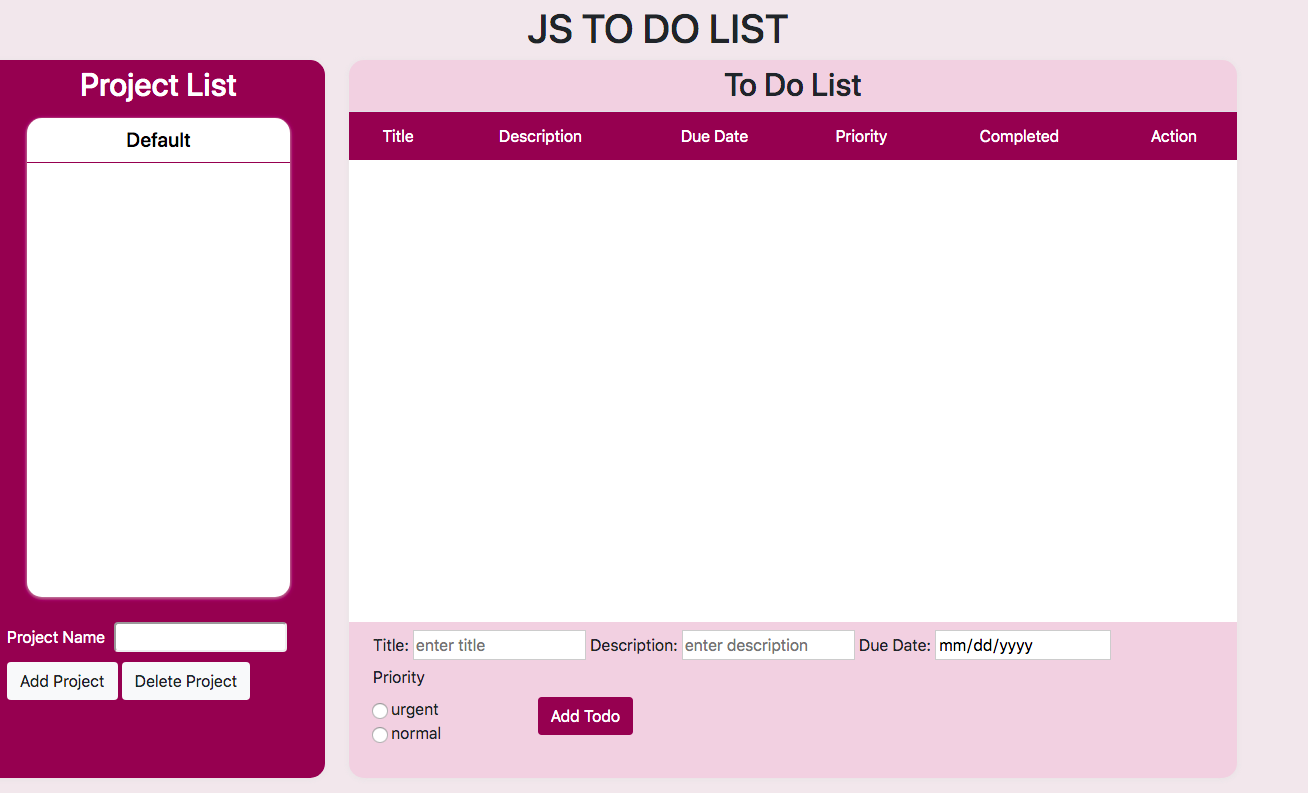 JS TO DO LIST
Project List
Default
Project Name
Add Project Delete Project
To Do List
Title Description Due Date Priority Completed Action
Title: enter title Description: enter description Due Date: mm/dd/yyyy
Priority
urgent
normal
Add Todo